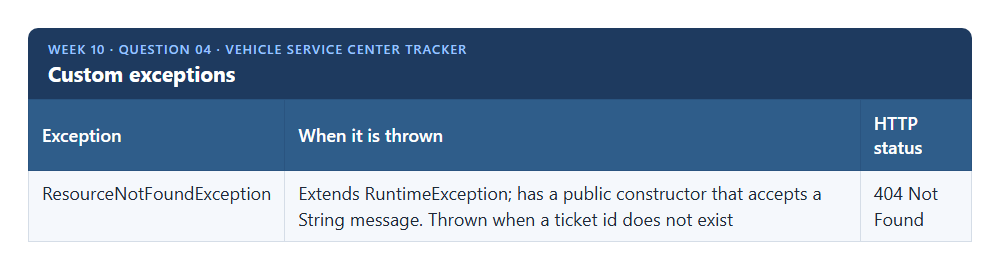 WEEK 10 · QUESTION 04 · VEHICLE SERVICE CENTER TRACKER
Custom exceptions
Exception
When it is thrown
HTTP
status
ResourceNotFoundException
Extends RuntimeException; has a public constructor that accepts a
String message. Thrown when a ticket id does not exist
404 Not
Found